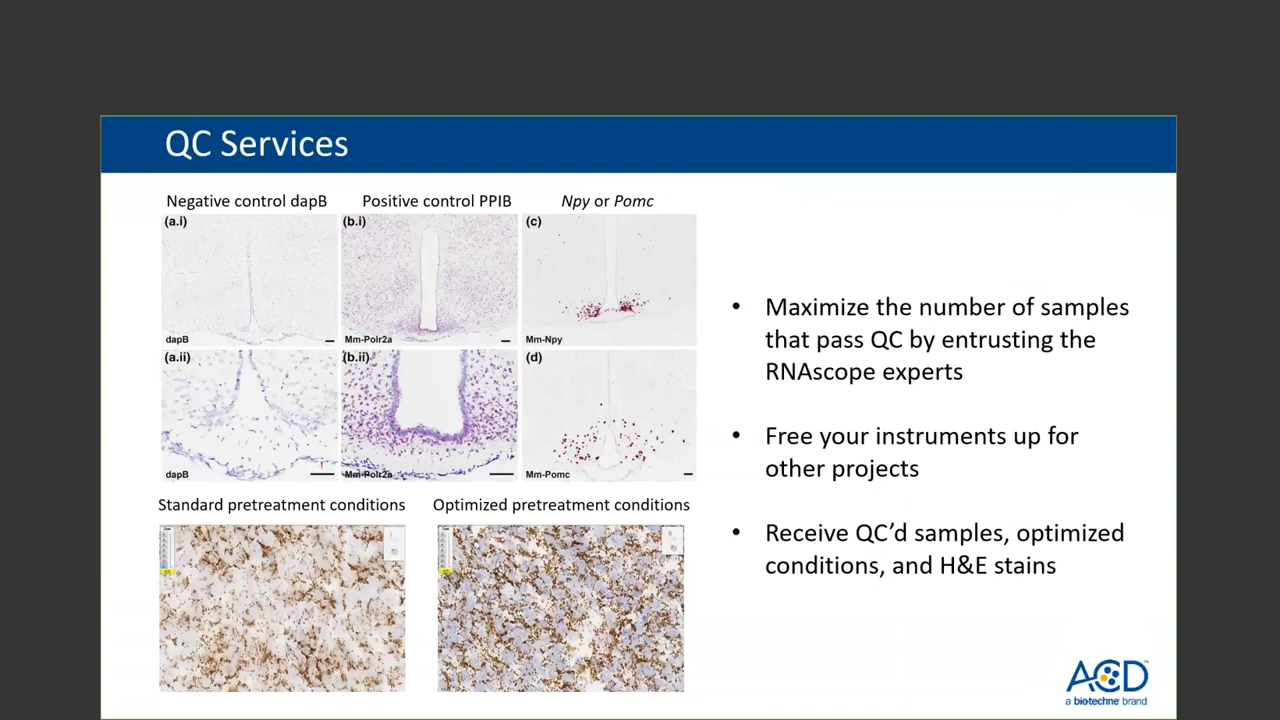 QC Services
Negative control dapB
Positive control PPIB
Npy or Pomc
(a.i)
(b.i)
(c)
dapB
Mm-Polr2a
Mm-Npy
(a.ii)
(b.ii)
(d)
dapB
Mm-Polr2a
Mm-Pomc
Standard pretreatment conditions
Optimized pretreatment conditions
• Maximize the number of samples
that pass QC by entrusting the
RNAscope experts
• Free your instruments up for
other projects
• Receive QC’d samples, optimized
conditions, and H&E stains
ACD
a biotechne brand